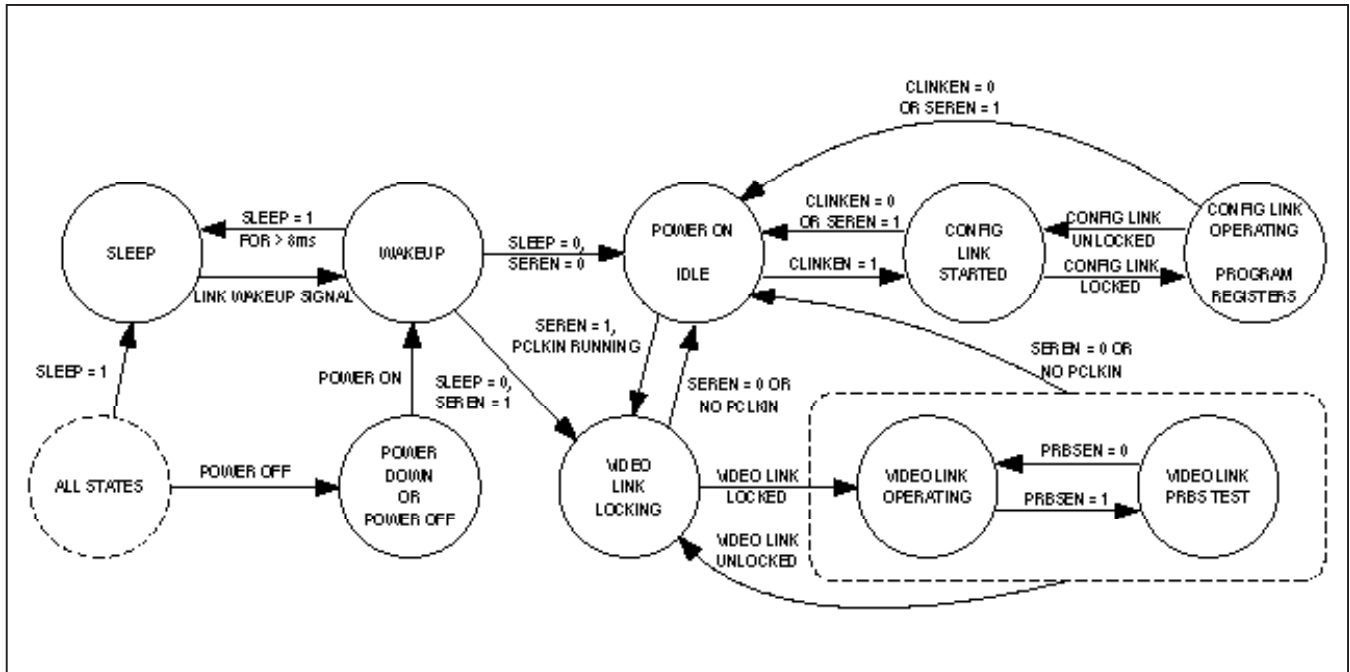 CLINKEN = 0
OR SEREN = 1
SLEEP = 1
FOR > 8ms
CLINKEN = 0
OR SEREN = 1
CONFIG LINK
UNLOCKED
SLEEP
WAKEUP
SLEEP = 0,
SEREN = 0
POWER ON
IDLE
CONFIG
LINK
STARTED
CONFIG LINK
OPERATING
PROGRAM
REGISTERS
LINK WAKEUP SIGNAL
CLINKEN = 1
CONFIG LINK
LOCKED
SLEEP = 1
POWER ON
SLEEP = 0,
SEREN = 1
SEREN = 1,
PCLKIN RUNNING
SEREN = 0 OR
NO PCLKIN
SEREN = 0 OR
NO PCLKIN
ALL STATES
POWER OFF
POWER
DOWN
OR
POWER OFF
VIDEO
LINK
LOCKING
VIDEO LINK
LOCKED
VIDEO LINK
OPERATING
PRBSEN = 0
PRBSEN = 1
VIDEO LINK
PRBS TEST
VIDEO LINK
UNLOCKED